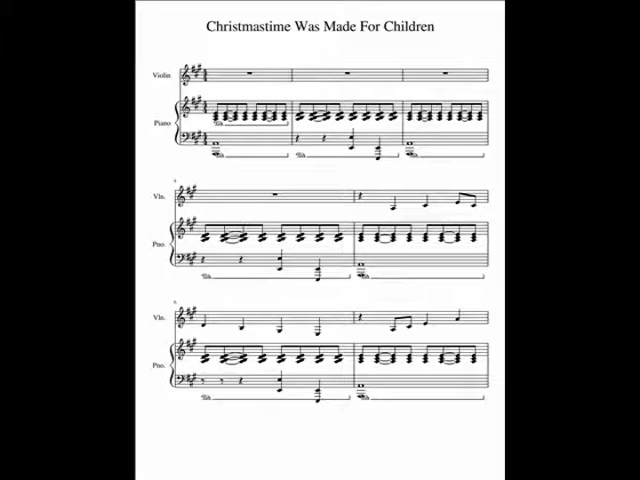 Christmastime Was Made For Children
Violin
Piano
Vln.
Pno.
Vln.
Pno.